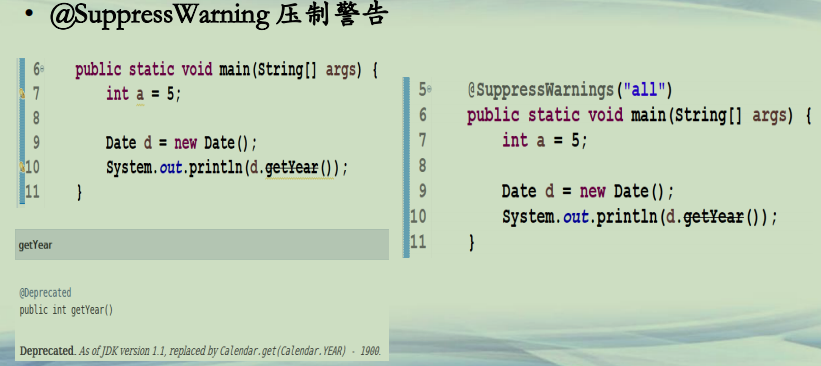 • @SuppressWarning 压制警告
6 public static void main(String[] args) {
7 int a = 5;
8
9 Date d = new Date();
10 System.out.println(d.getYear());
11 }
getYear
@Deprecated
public int getYear()
Deprecated. As of JDK version 1.1, replaced by Calendar.get(Calendar.YEAR) - 1900.
5 @SuppressWarnings("all")
6 public static void main(String[] args) {
7 int a = 5;
8
9 Date d = new Date();
10 System.out.println(d.getYear());
11 }